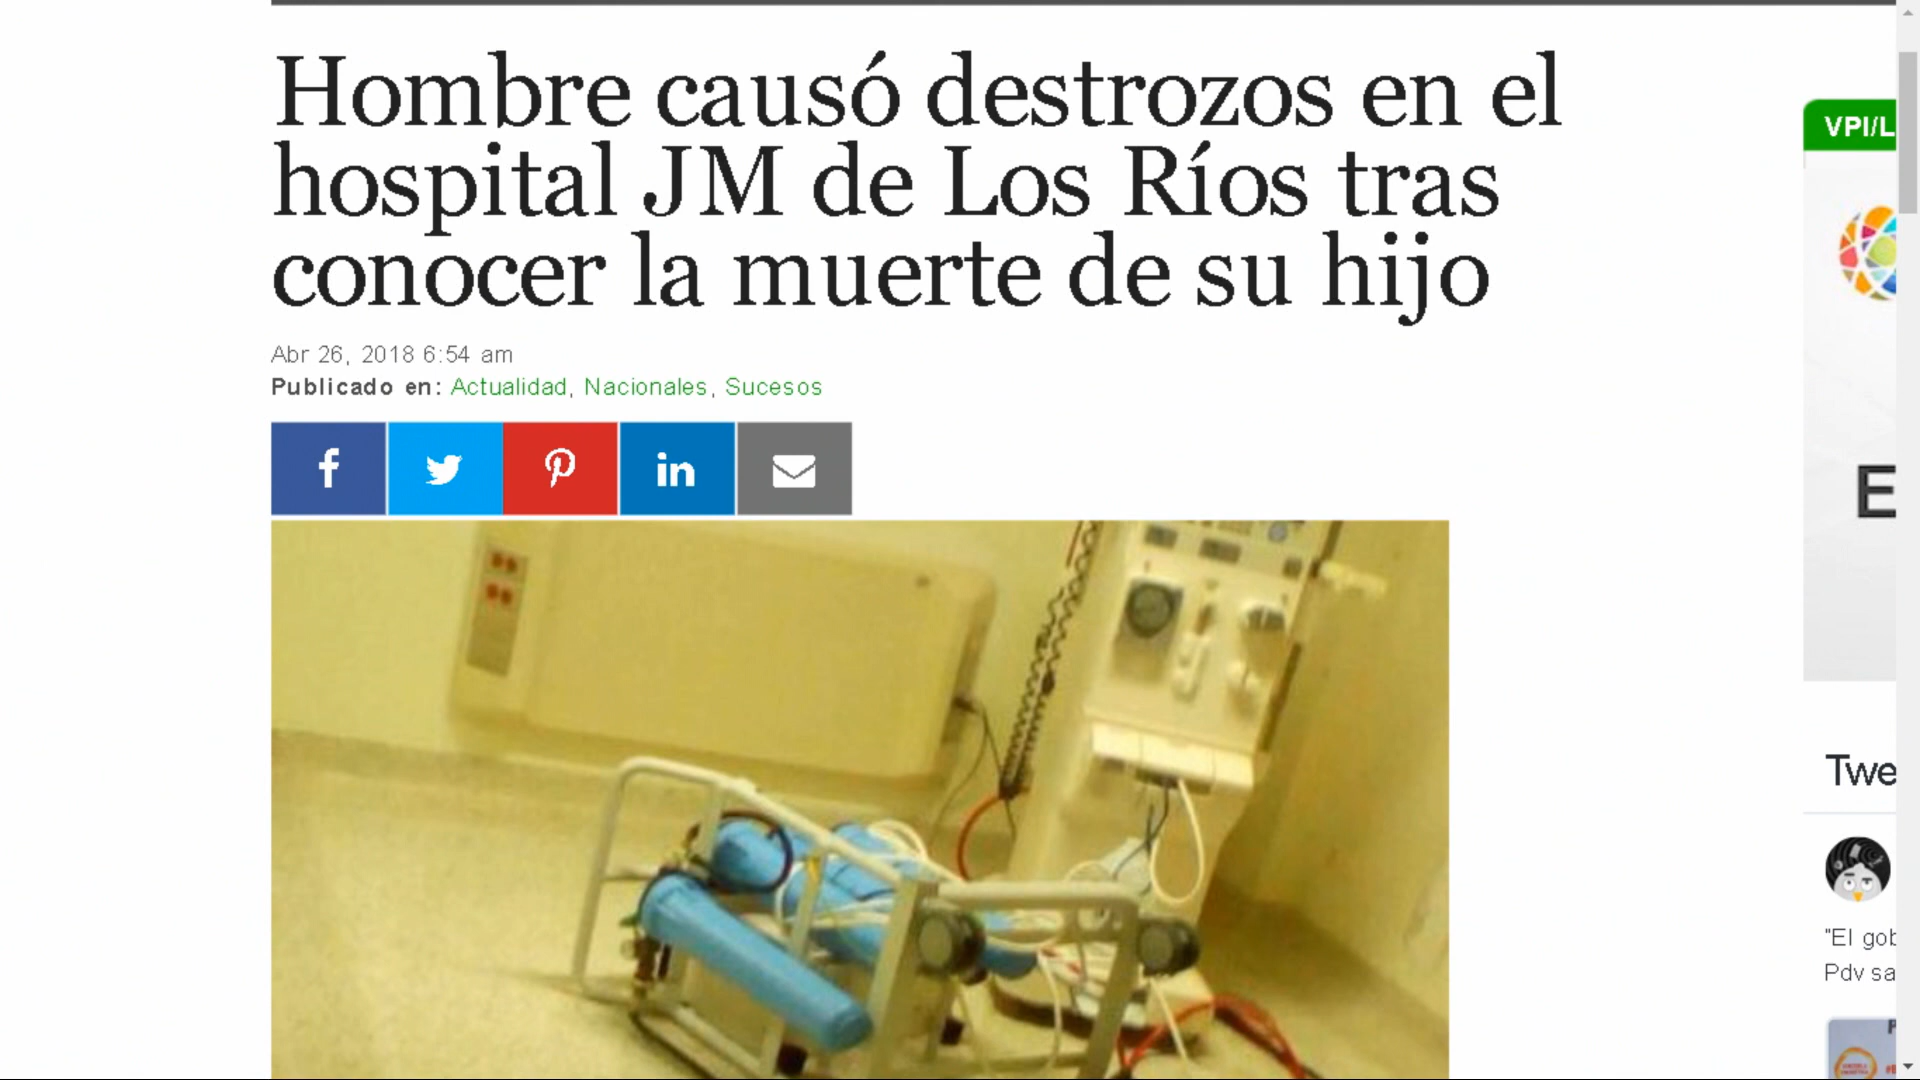 Hombre causó destrozos en el
hospital JM de Los Ríos tras
conocer la muerte de su hijo
Abr 26, 2018 6:54 am
Publicado en: Actualidad, Nacionales, Sucesos
f
in
VPI/L
E
Twe
"El gob
Pdv sa